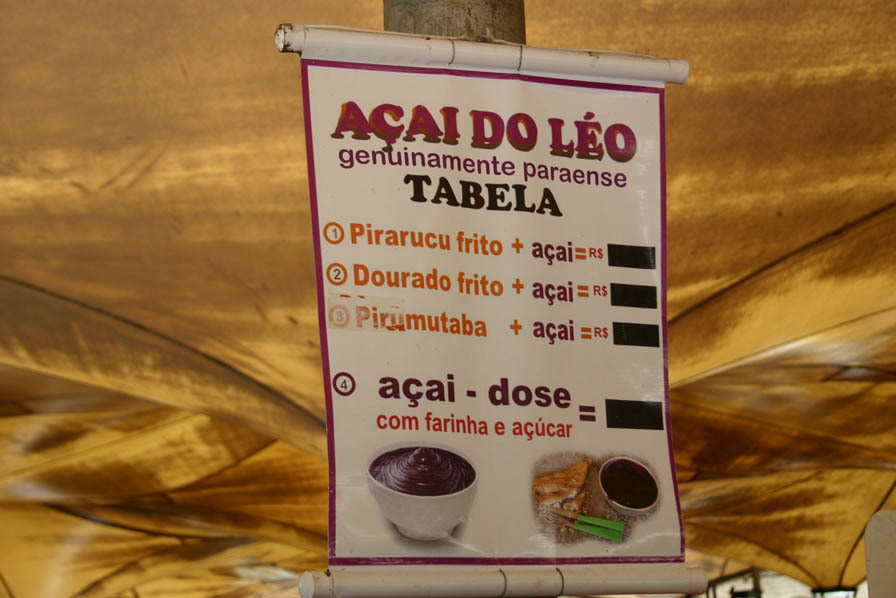 AÇAI DO LÉO
genuinamente paraense
TABELA
1 Pirarucu frito + açai = R$
2 Dourado frito + açai = R$
3 Pirumutaba + açai = R$
4 açai - dose =
com farinha e açúcar